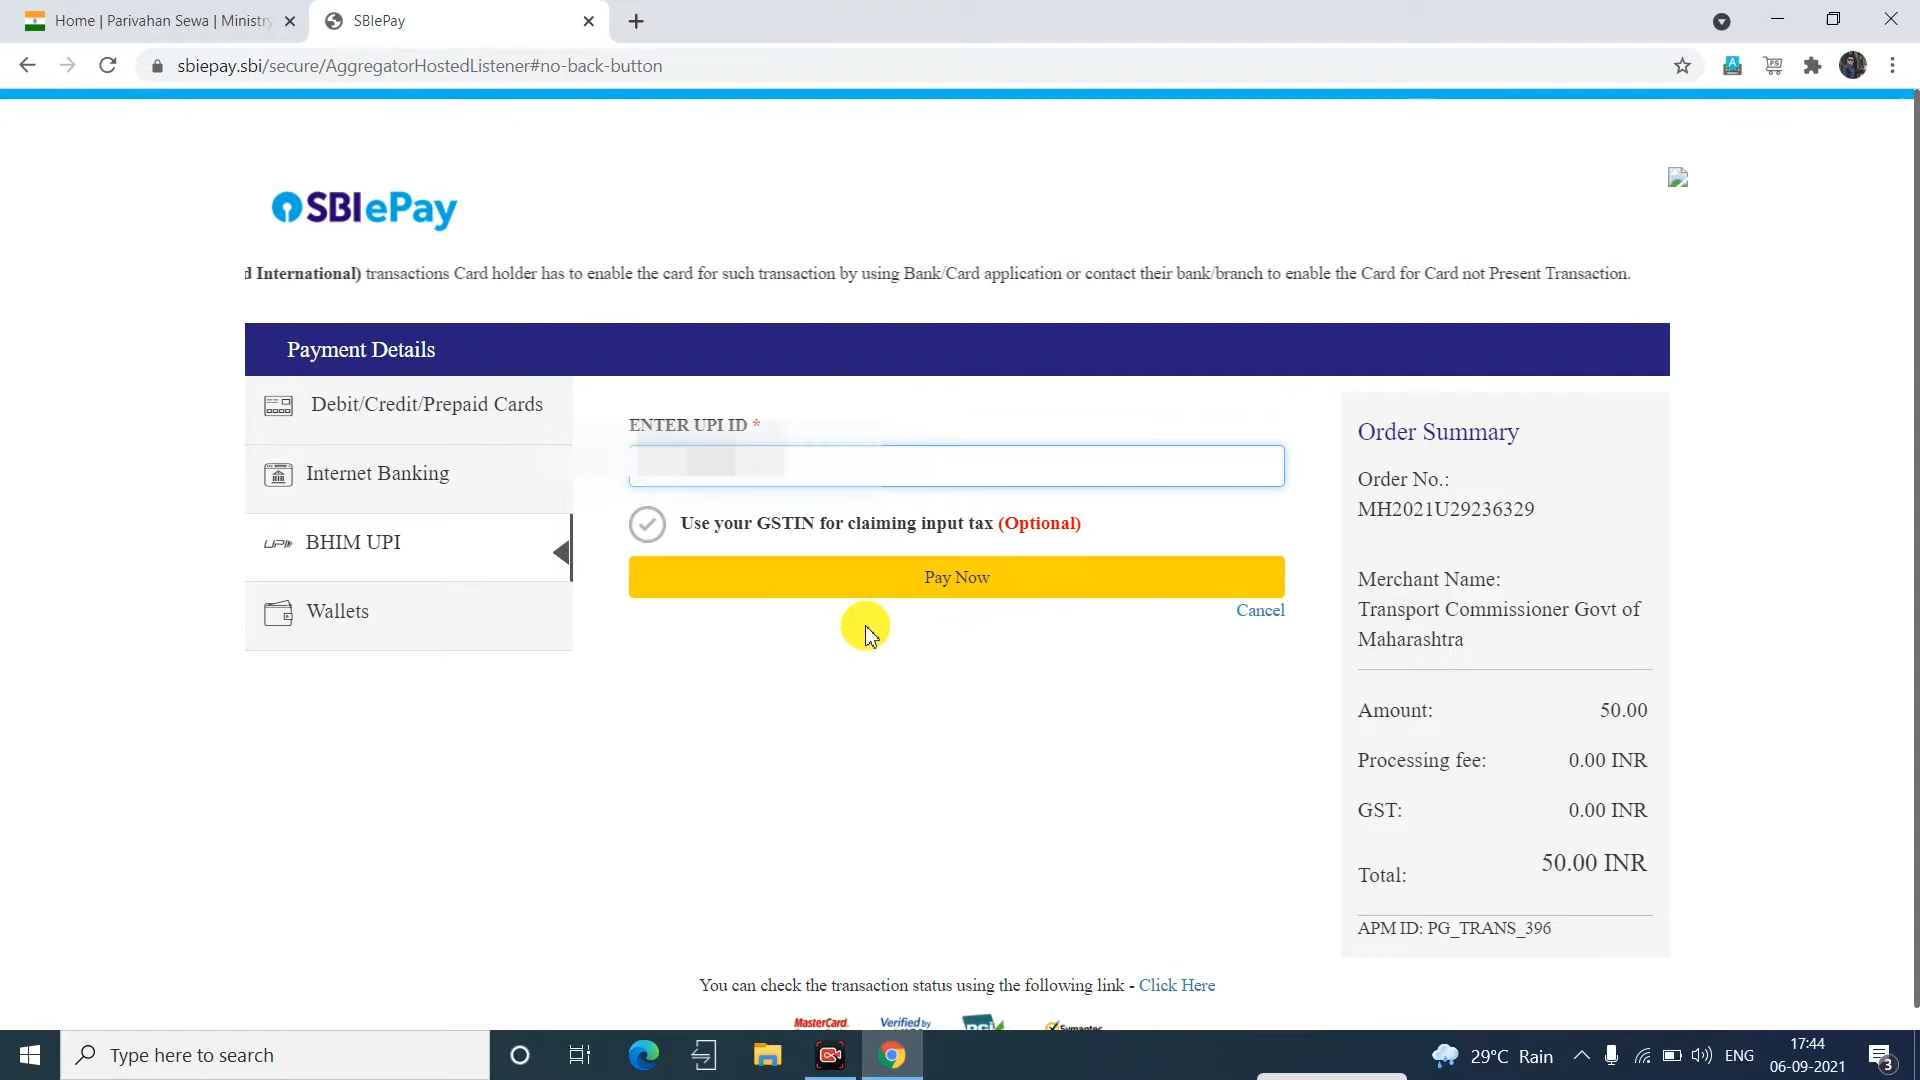 Home | Parivahan Sewa | Ministry
SBIePay
sbiepay.sbi/secure/AggregatorHostedListener#no-back-button
SBI ePay
d International) transactions Card holder has to enable the card for such transaction by using Bank/Card application or contact their bank/branch to enable the Card for Card not Present Transaction.
Payment Details
Debit/Credit/Prepaid Cards
Internet Banking
BHIM UPI
Wallets
ENTER UPI ID *
Use your GSTIN for claiming input tax (Optional)
Pay Now
Cancel
Order Summary
Order No.:
MH2021U29236329
Merchant Name:
Transport Commissioner Govt of
Maharashtra
Amount: 50.00
Processing fee: 0.00 INR
GST: 0.00 INR
Total: 50.00 INR
APM ID: PG_TRANS_396
You can check the transaction status using the following link - Click Here
MasterCard.
Verified by
pci
Symantec
Type here to search
29°C Rain
ENG
17:44
06-09-2021
3